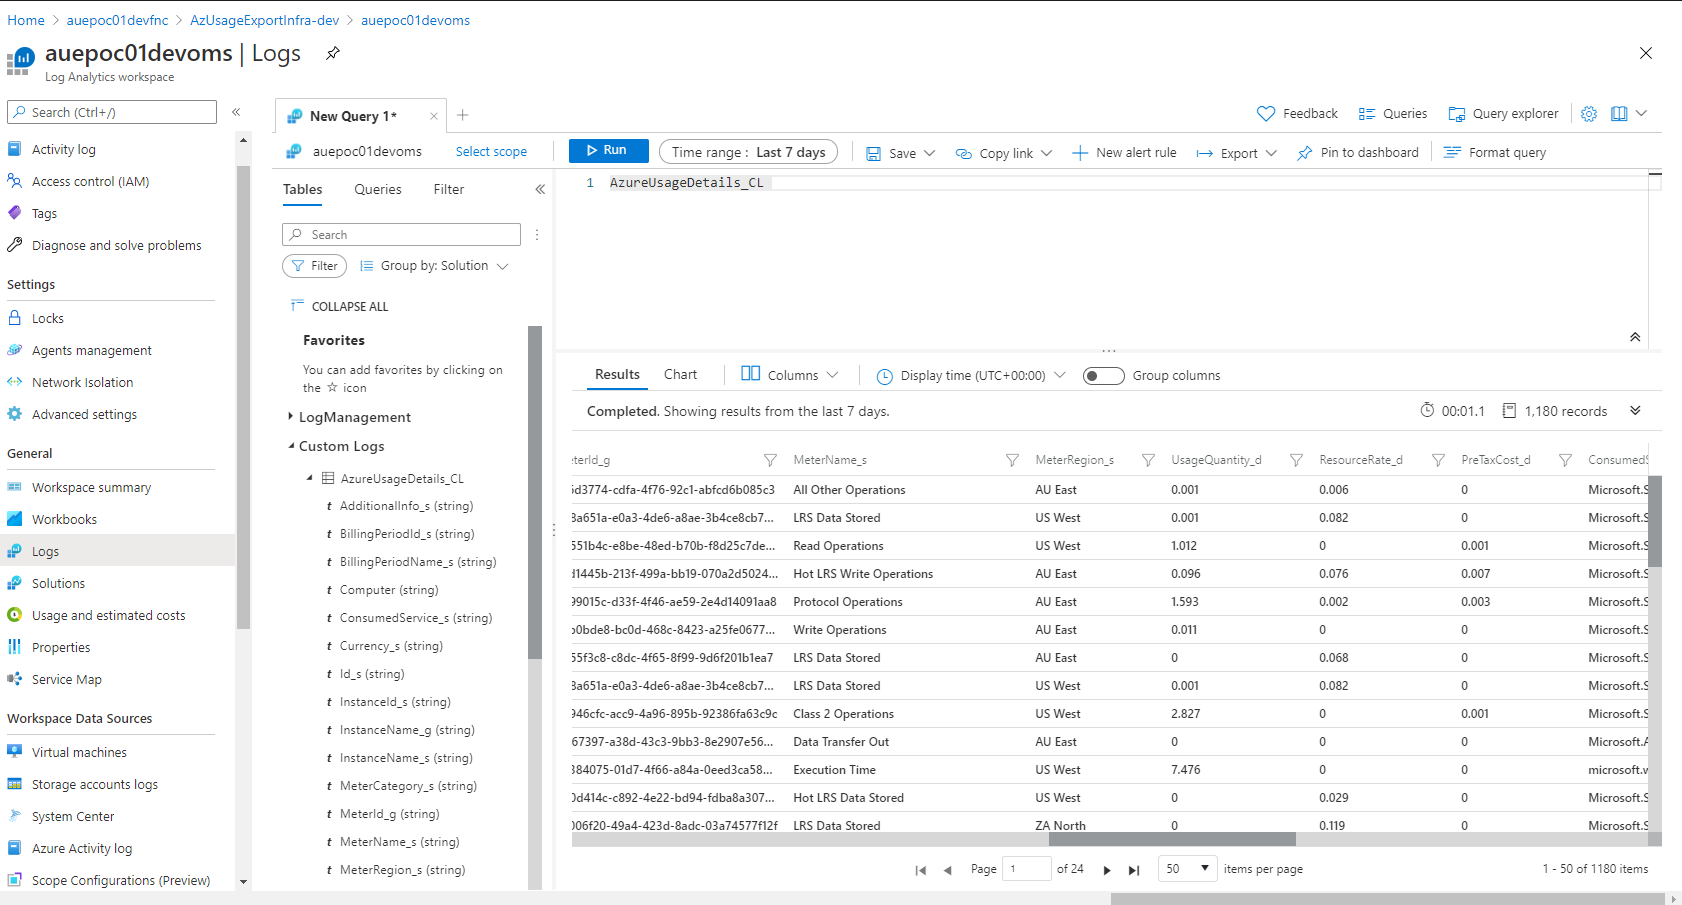 Home > auepoc01devfnc > AzUsageExportInfra-dev > auepoc01devoms
auepoc01devoms | Logs
Log Analytics workspace
Search (Ctrl+/)
Activity log
Access control (IAM)
Tags
Diagnose and solve problems
Settings
Locks
Agents management
Network Isolation
Advanced settings
General
Workspace summary
Workbooks
Logs
Solutions
Usage and estimated costs
Properties
Service Map
Workspace Data Sources
Virtual machines
Storage accounts logs
System Center
Azure Activity log
Scope Configurations (Preview)
New Query 1*
Feedback Queries Query explorer
auepoc01devoms Select scope Run Time range : Last 7 days Save Copy link New alert rule Export Pin to dashboard Format query
Tables Queries Filter
Search
Filter Group by: Solution
COLLAPSE ALL
Favorites
You can add favorites by clicking on
the ☆ icon
LogManagement
Custom Logs
AzureUsageDetails_CL
t AdditionalInfo_s (string)
t BillingPeriodId_s (string)
t BillingPeriodName_s (string)
t Computer (string)
t ConsumedService_s (string)
t Currency_s (string)
t Id_s (string)
t InstanceId_s (string)
t InstanceName_g (string)
t InstanceName_s (string)
t MeterCategory_s (string)
t MeterId_g (string)
t MeterName_s (string)
t MeterRegion_s (string)
1 AzureUsageDetails_CL
Results Chart Columns Display time (UTC+00:00) Group columns
Completed. Showing results from the last 7 days. 00:01.1 1,180 records
terId_g MeterName_s MeterRegion_s UsageQuantity_d ResourceRate_d PreTaxCost_d ConsumedS
5d3774-cdfa-4f76-92c1-abfcd6b085c3 All Other Operations AU East 0.001 0.006 0 Microsoft.S
8a651a-e0a3-4de6-a8ae-3b4ce8cb7... LRS Data Stored US West 0.001 0.082 0 Microsoft.S
551b4c-e8be-48ed-b70b-f8d25c7de... Read Operations US West 1.012 0 0.001 Microsoft.S
d1445b-213f-499a-bb19-070a2d5024... Hot LRS Write Operations AU East 0.096 0.076 0.007 Microsoft.S
99015c-d33f-4f46-ae59-2e4d14091aa8 Protocol Operations AU East 1.593 0.002 0.003 Microsoft.S
b0bde8-bc0d-468c-8423-a25fe0677... Write Operations AU East 0.011 0 0 Microsoft.S
55f3c8-c8dc-4f65-8f99-9d6f201b1ea7 LRS Data Stored AU East 0 0.068 0 Microsoft.S
8a651a-e0a3-4de6-a8ae-3b4ce8cb7... LRS Data Stored US West 0.001 0.082 0 Microsoft.S
946cfc-acc9-4a96-895b-92386fa63c9c Class 2 Operations US West 2.827 0 0.001 Microsoft.S
67397-a38d-43c3-9bb3-8e2907e56... Data Transfer Out AU East 0 0 0 Microsoft.A
384075-01d7-4f66-a84a-0eed3ca58... Execution Time US West 7.476 0 0 microsoft.v
0d414c-c892-4e22-bd94-fdba8a307... Hot LRS Data Stored US West 0 0.029 0 Microsoft.S
006f20-49a4-423d-8adc-03a74577f12f LRS Data Stored ZA North 0 0.119 0 Microsoft.S
Page 1 of 24 50 items per page 1 - 50 of 1180 items